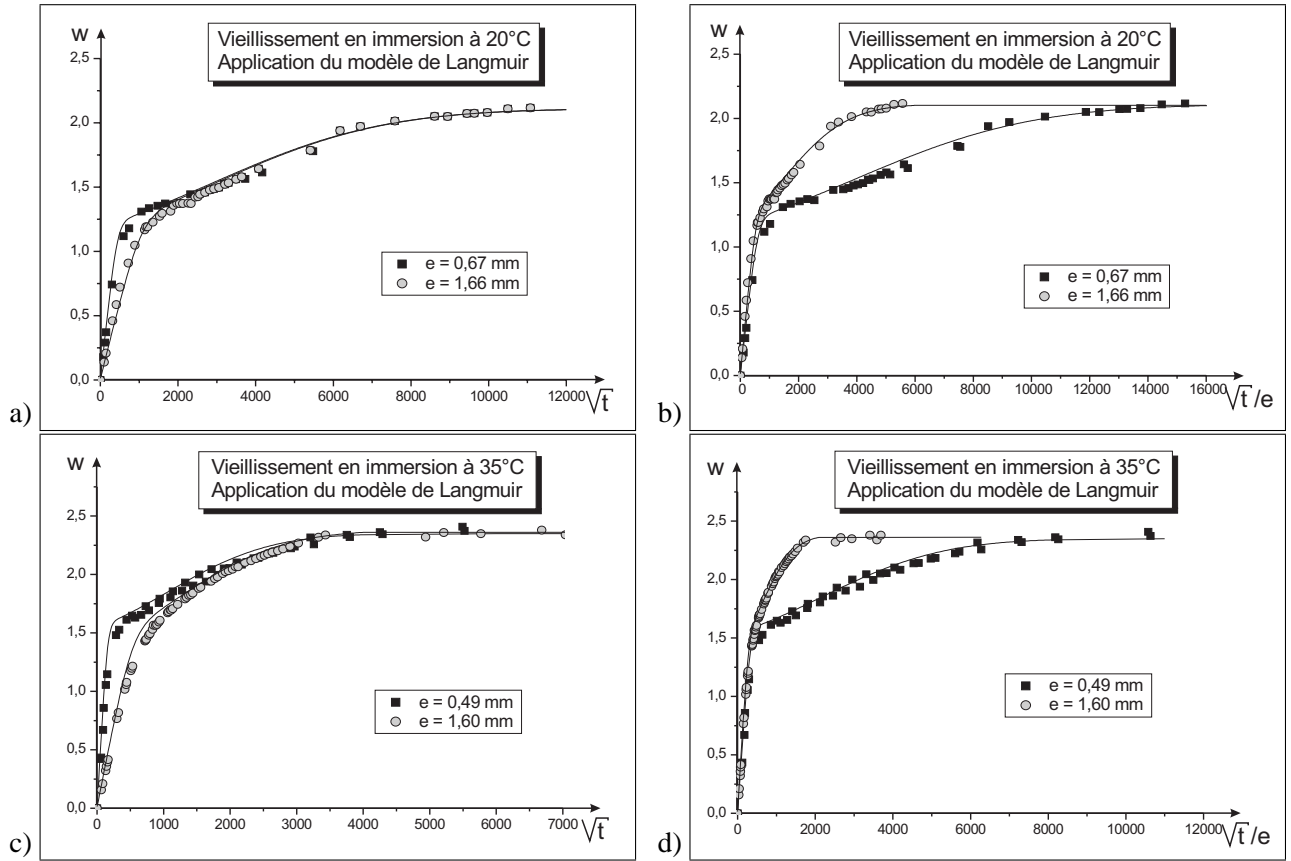 w
Vieillissement en immersion à 20°C
Application du modèle de Langmuir
2,5
2,0
1,5
1,0
0,5
0,0
e = 0,67 mm
e = 1,66 mm
0 2000 4000 6000 8000 10000 12000
√t
a)
w
Vieillissement en immersion à 20°C
Application du modèle de Langmuir
2,5
2,0
1,5
1,0
0,5
0,0
e = 0,67 mm
e = 1,66 mm
0 2000 4000 6000 8000 10000 12000 14000 16000
√t /e
b)
w
Vieillissement en immersion à 35°C
Application du modèle de Langmuir
2,5
2,0
1,5
1,0
0,5
0,0
e = 0,49 mm
e = 1,60 mm
0 1000 2000 3000 4000 5000 6000 7000
√t
c)
w
Vieillissement en immersion à 35°C
Application du modèle de Langmuir
2,5
2,0
1,5
1,0
0,5
0,0
e = 0,49 mm
e = 1,60 mm
0 2000 4000 6000 8000 10000 12000
√t /e
d)